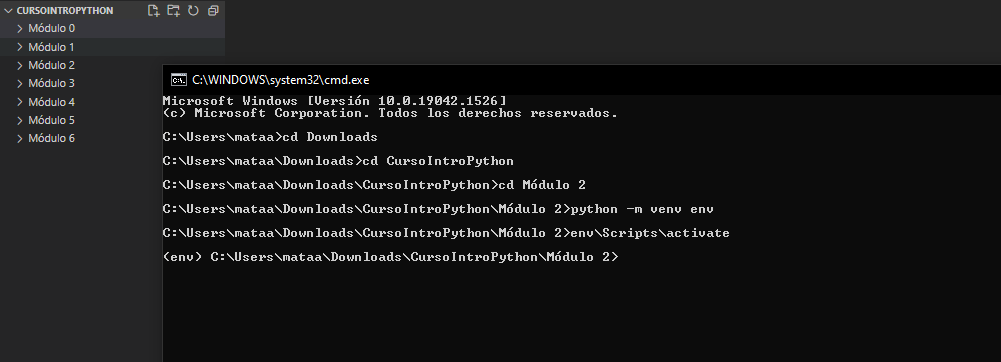 CURSOINTROPYTHON
Módulo 0
Módulo 1
Módulo 2
Módulo 3
Módulo 4
Módulo 5
Módulo 6
C:\WINDOWS\system32\cmd.exe
Microsoft Windows [Versión 10.0.19042.1526]
(c) Microsoft Corporation. Todos los derechos reservados.
C:\Users\mataa>cd Downloads
C:\Users\mataa\Downloads>cd CursoIntroPython
C:\Users\mataa\Downloads\CursoIntroPython>cd Módulo 2
C:\Users\mataa\Downloads\CursoIntroPython\Módulo 2>python -m venv env
C:\Users\mataa\Downloads\CursoIntroPython\Módulo 2>env\Scripts\activate
(env) C:\Users\mataa\Downloads\CursoIntroPython\Módulo 2>